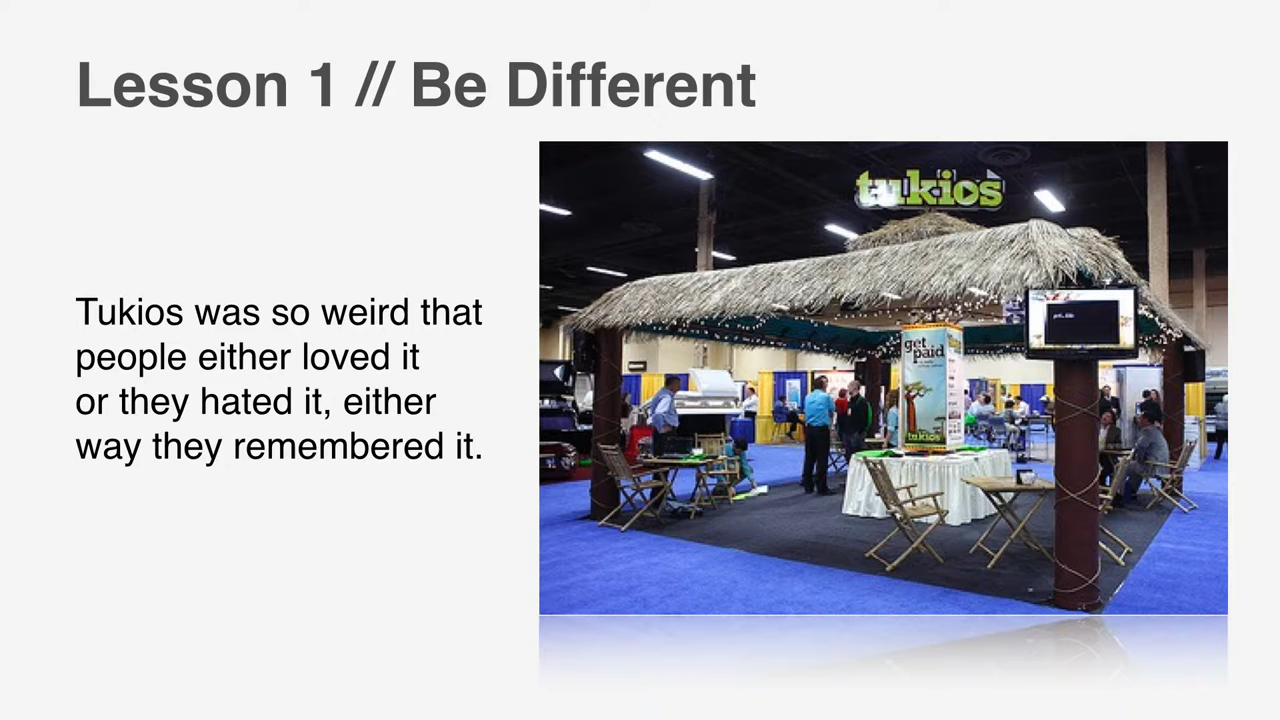 Lesson 1 // Be Different
Tukios was so weird that
people either loved it
or they hated it, either
way they remembered it.
tukios
get
paid
tukios